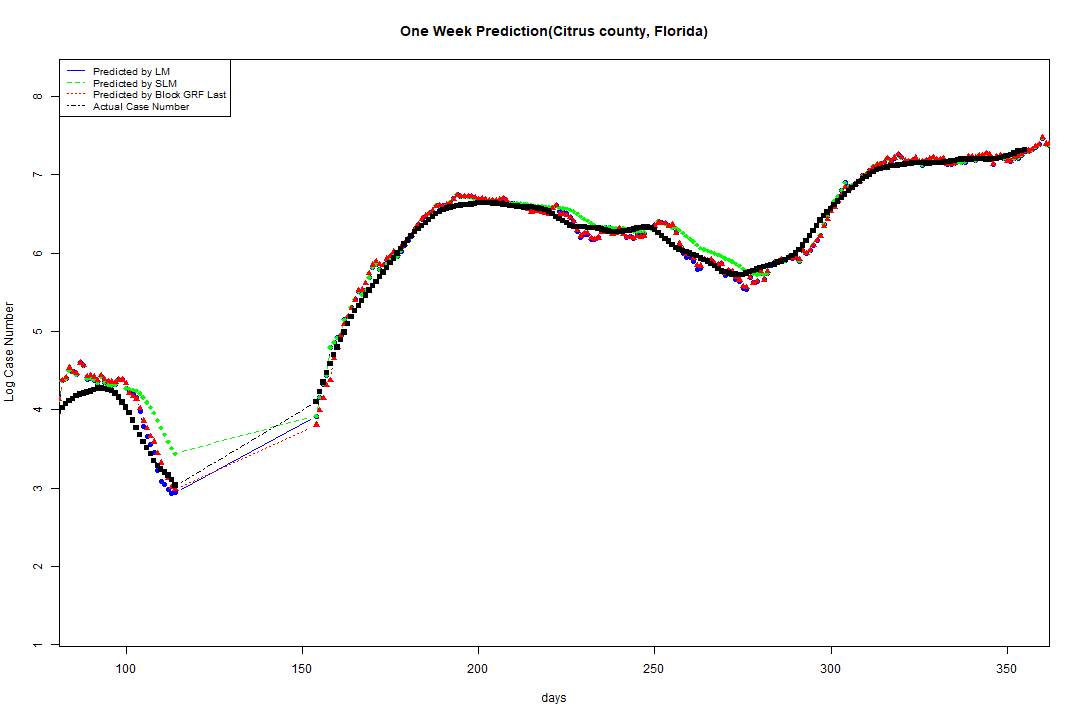 One Week Prediction(Citrus county, Florida)
Predicted by LM
Predicted by SLM
Predicted by Block GRF Last
Actual Case Number
8
7
6
5
4
3
2
1
Log Case Number
100 150 200 250 300 350
days